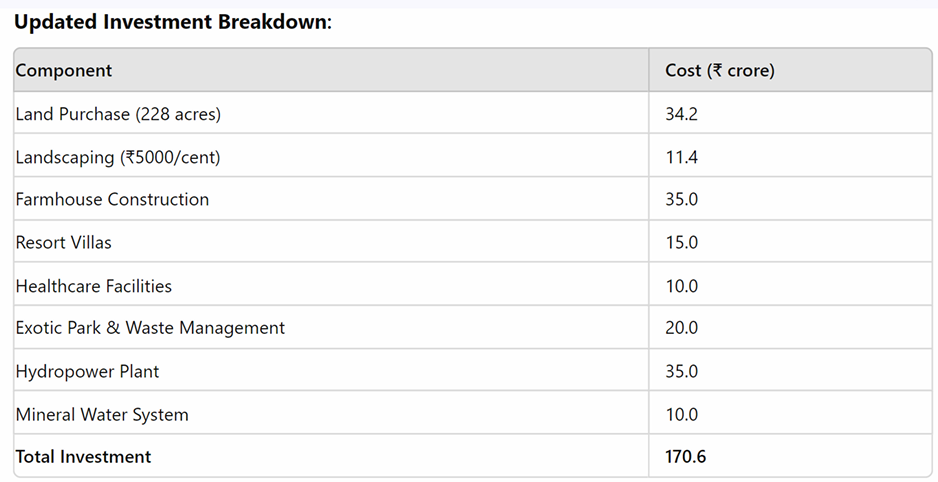 Updated Investment Breakdown:
Component Cost (₹ crore)
Land Purchase (228 acres) 34.2
Landscaping (₹5000/cent) 11.4
Farmhouse Construction 35.0
Resort Villas 15.0
Healthcare Facilities 10.0
Exotic Park & Waste Management 20.0
Hydropower Plant 35.0
Mineral Water System 10.0
Total Investment 170.6